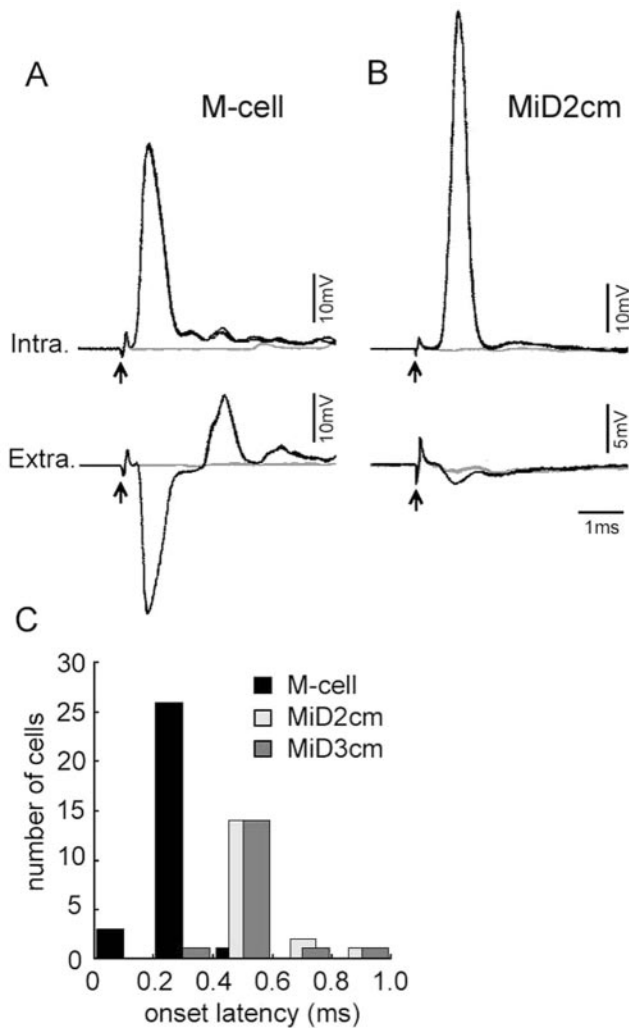 A
M-cell
B
MiD2cm
10mV
10mV
Intra.
10mV
5mV
Extra.
1ms
C
30
25
20
15
10
5
0
number of cells
M-cell
MiD2cm
MiD3cm
0 0.2 0.4 0.6 0.8 1.0
onset latency (ms)